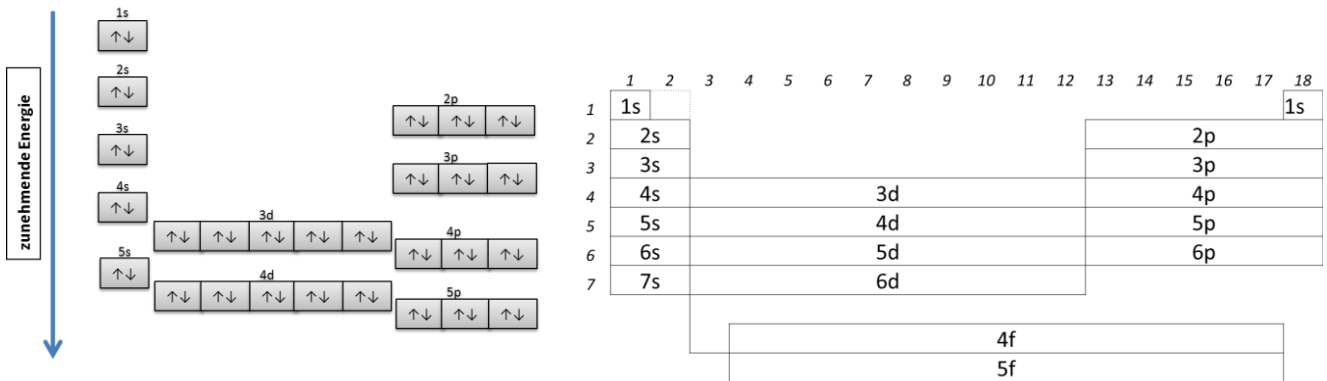 zunehmende Energie
1s
↑↓
2s
↑↓
2p
↑↓ ↑↓ ↑↓
3s
↑↓
3p
↑↓ ↑↓ ↑↓
4s
↑↓
3d
↑↓ ↑↓ ↑↓ ↑↓ ↑↓
4p
↑↓ ↑↓ ↑↓
5s
↑↓
4d
↑↓ ↑↓ ↑↓ ↑↓ ↑↓
5p
↑↓ ↑↓ ↑↓
1 2 3 4 5 6 7 8 9 10 11 12 13 14 15 16 17 18
1 1s 1s
2 2s 2p
3 3s 3p
4 4s 3d 4p
5 5s 4d 5p
6 6s 5d 6p
7 7s 6d
4f
5f